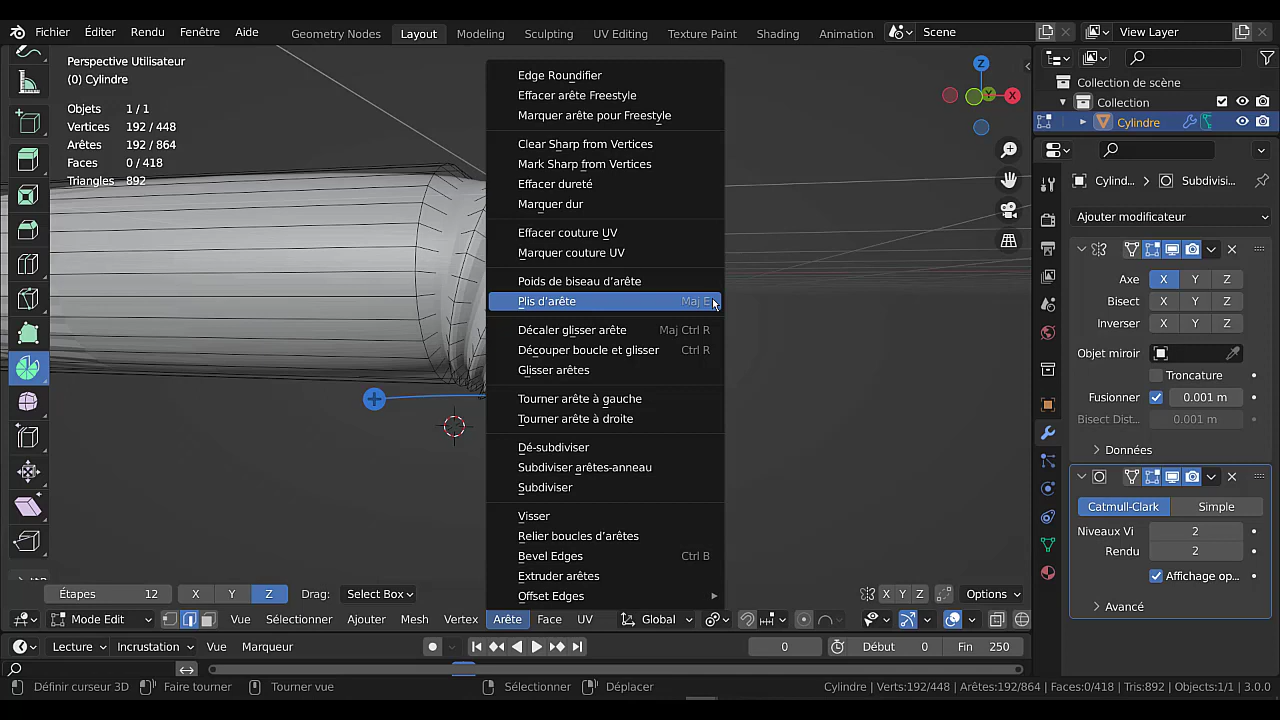 Fichier Éditer Rendu Fenêtre Aide Geometry Nodes Layout Modeling Sculpting UV Editing Texture Paint Shading Animation Scene View Layer
Perspective Utilisateur
(0) Cylindre
Objets 1 / 1
Vertices 192 / 448
Arêtes 192 / 864
Faces 0 / 418
Triangles 892
Edge Roundifier
Effacer arête Freestyle
Marquer arête pour Freestyle
Clear Sharp from Vertices
Mark Sharp from Vertices
Effacer dureté
Marquer dur
Effacer couture UV
Marquer couture UV
Poids de biseau d'arête
Plis d'arête Maj E
Décaler glisser arête Maj Ctrl R
Découper boucle et glisser Ctrl R
Glisser arêtes
Tourner arête à gauche
Tourner arête à droite
Dé-subdiviser
Subdiviser arêtes-anneau
Subdiviser
Visser
Relier boucles d'arêtes
Bevel Edges Ctrl B
Extruder arêtes
Offset Edges
Z
Y
X
Collection de scène
Collection
Cylindre
Cylind... Subdivisi...
Ajouter modificateur
Axe X Y Z
Bisect X Y Z
Inverser X Y Z
Objet miroir
Troncature
Fusionner 0.001 m
Bisect Dist... 0.001 m
Données
Catmull-Clark Simple
Niveaux Vi 2
Rendu 2
Affichage op...
Avancé
Étapes 12 X Y Z Drag: Select Box X Y Z Options
Mode Edit Vue Sélectionner Ajouter Mesh Vertex Arête Face UV Global
Lecture Incrustation Vue Marqueur 0 Début 0 Fin 250
Définir curseur 3D Faire tourner Tourner vue Sélectionner Déplacer Cylindre | Verts:192/448 | Arêtes:192/864 | Faces:0/418 | Tris:892 | Objects:1/1 | 3.0.0